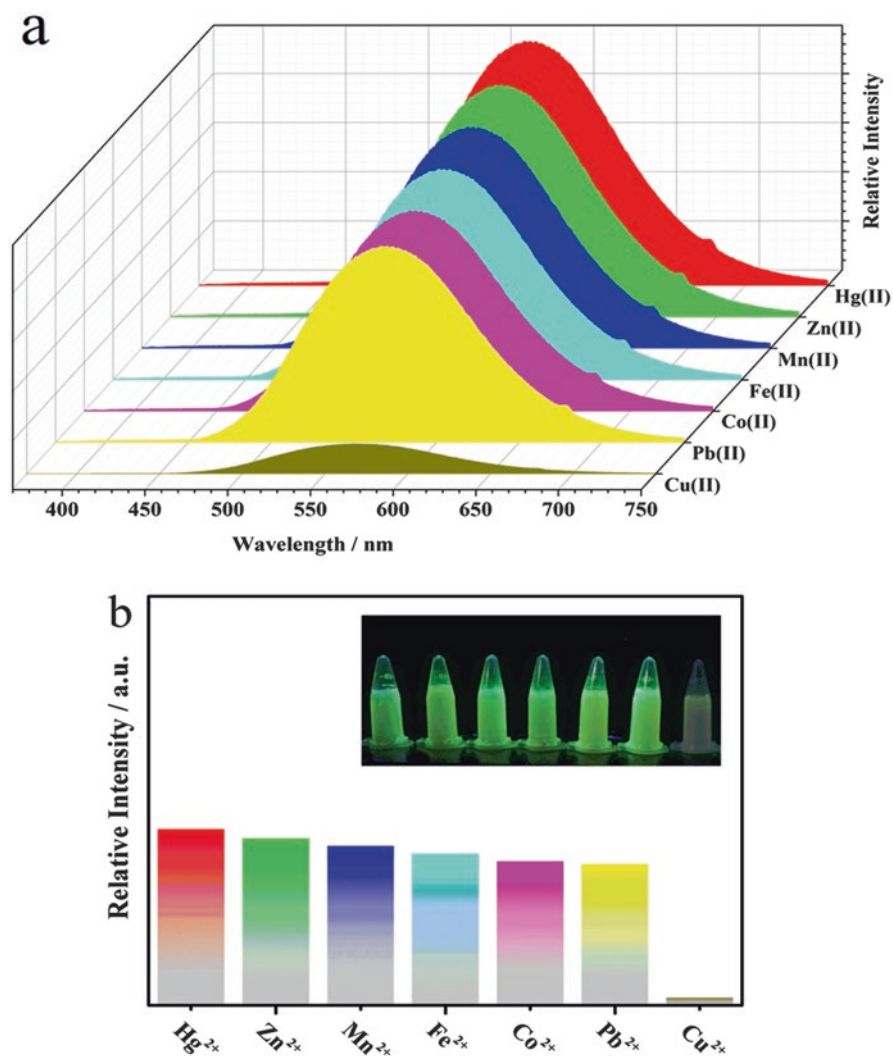 a
Relative Intensity
Hg(II)
Zn(II)
Mn(II)
Fe(II)
Co(II)
Pb(II)
Cu(II)
400 450 500 550 600 650 700 750
Wavelength / nm
b
Relative Intensity / a.u.
Hg²⁺ Zn²⁺ Mn²⁺ Fe²⁺ Co²⁺ Pb²⁺ Cu²⁺